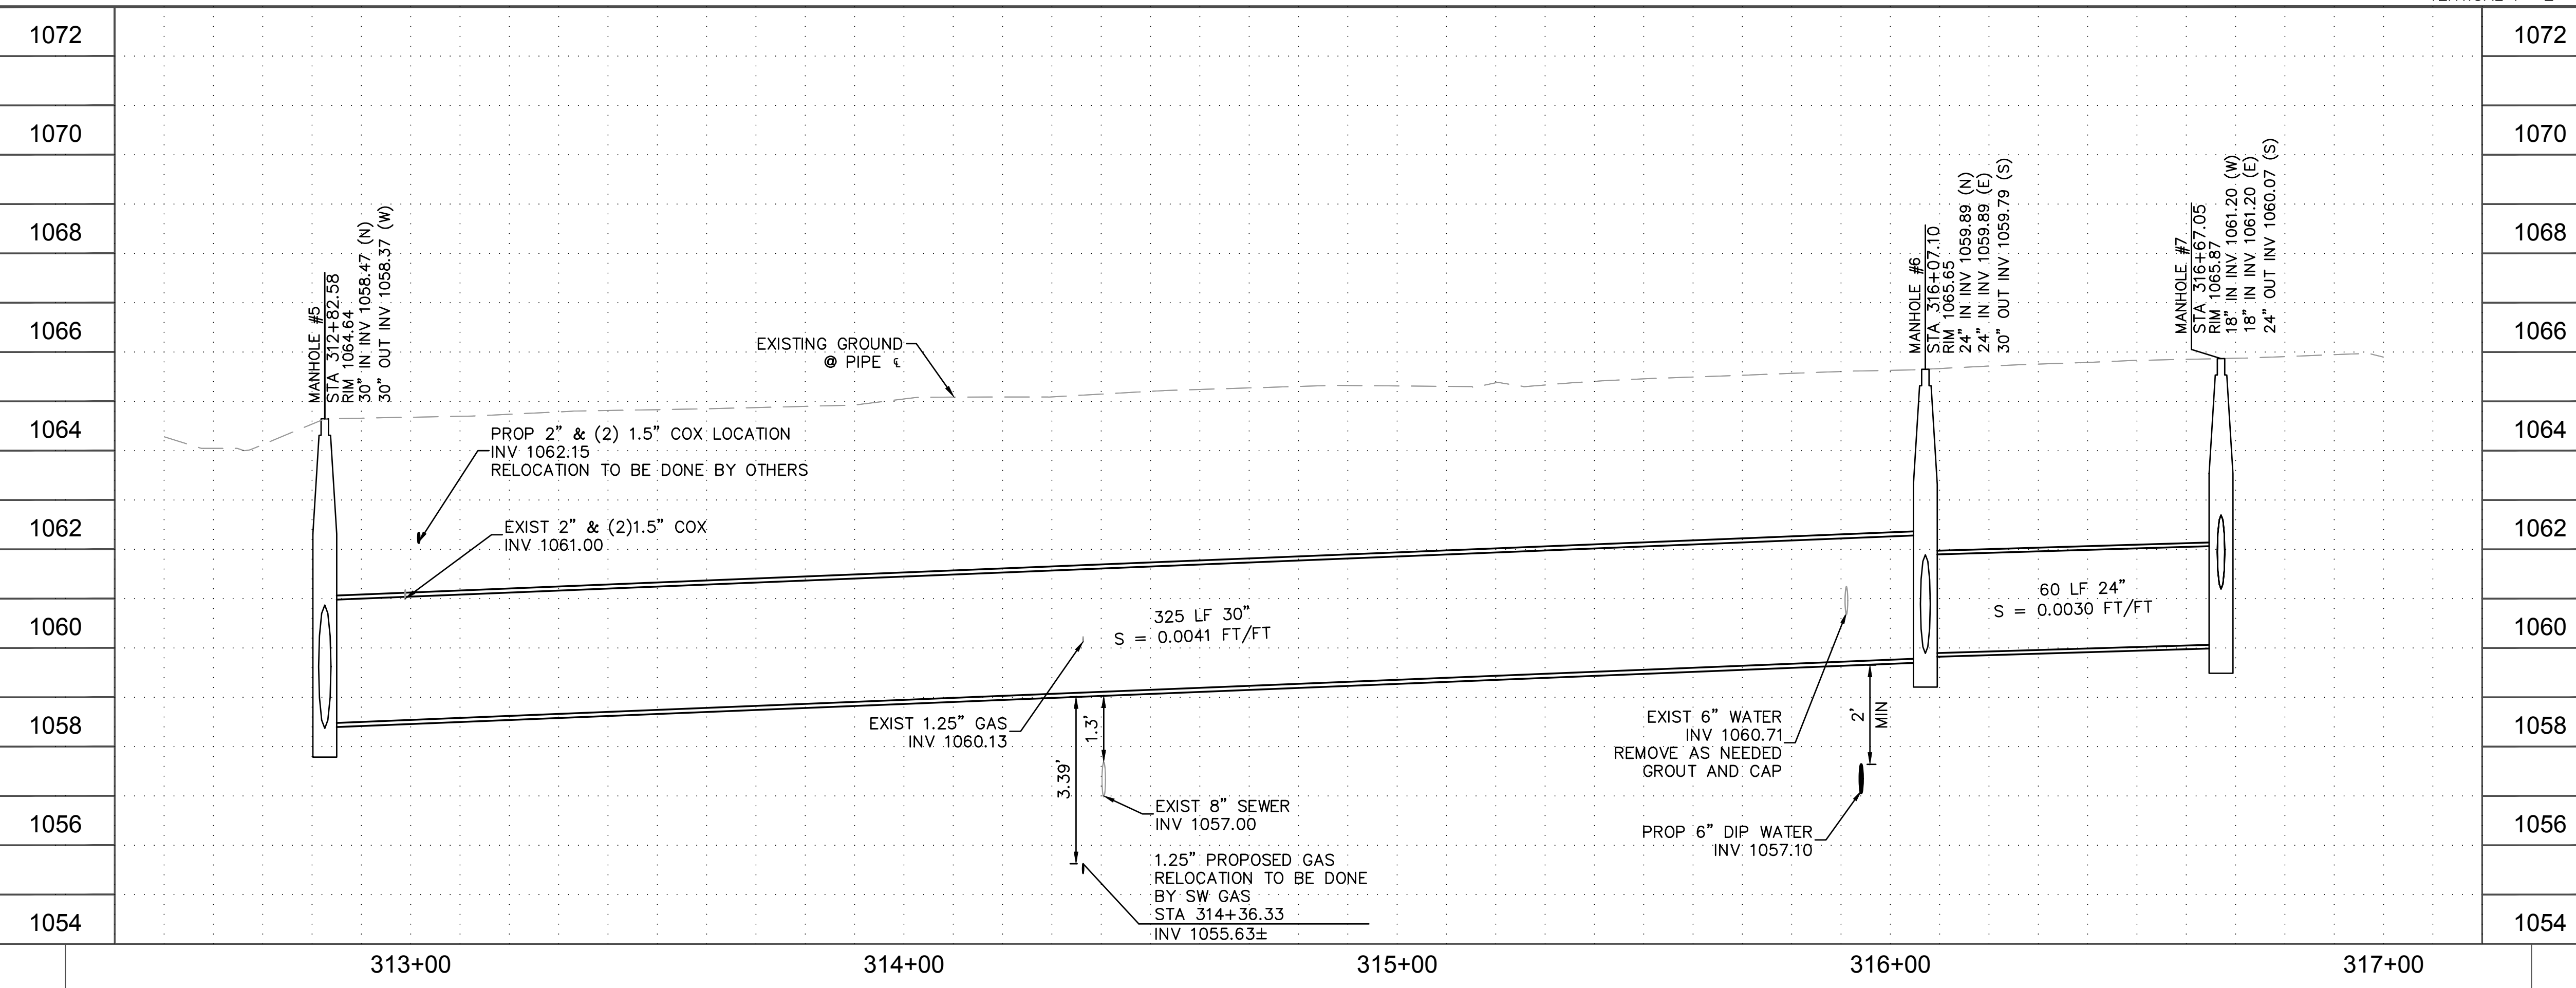 1072
1070
1068
1066
1064
1062
1060
1058
1056
1054
MANHOLE #5
STA 312+82.58
RIM 1064.64
30" IN INV 1058.47 (N)
30" OUT INV 1058.37 (W)
PROP 2" & (2) 1.5" COX LOCATION
INV 1062.15
RELOCATION TO BE DONE BY OTHERS
EXIST 2" & (2)1.5" COX
INV 1061.00
EXISTING GROUND
@ PIPE ℄
325 LF 30"
S = 0.0041 FT/FT
EXIST 1.25" GAS
INV 1060.13
1.3'
3.39'
EXIST 8" SEWER
INV 1057.00
1.25" PROPOSED GAS
RELOCATION TO BE DONE
BY SW GAS
STA 314+36.33
INV 1055.63±
EXIST 6" WATER
INV 1060.71
REMOVE AS NEEDED
GROUT AND CAP
2'
MIN
PROP 6" DIP WATER
INV 1057.10
MANHOLE #6
STA 316+07.10
RIM 1065.65
24" IN INV 1059.89 (N)
24" IN INV 1059.89 (E)
30" OUT INV 1059.79 (S)
60 LF 24"
S = 0.0030 FT/FT
MANHOLE #7
STA 316+67.05
RIM 1065.87
18" IN INV 1061.20 (W)
18" IN INV 1061.20 (E)
24" OUT INV 1060.07 (S)
1072
1070
1068
1066
1064
1062
1060
1058
1056
1054
313+00
314+00
315+00
316+00
317+00